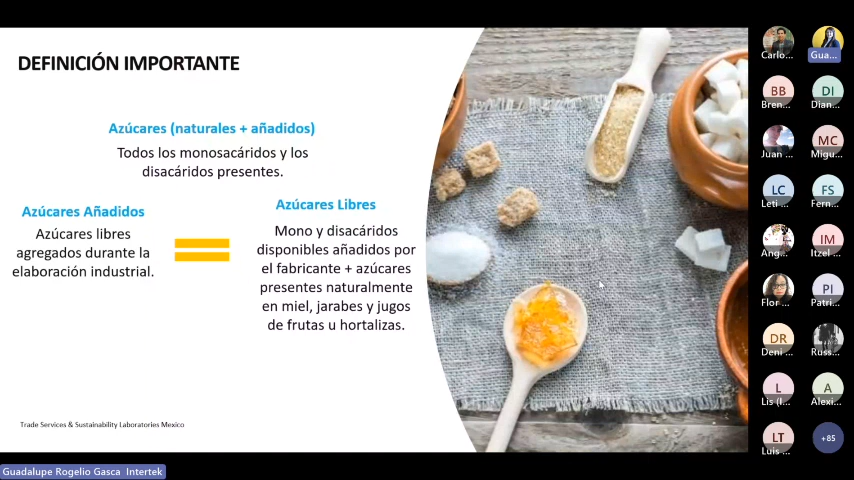 DEFINICIÓN IMPORTANTE
Azúcares (naturales + añadidos)
Todos los monosacáridos y los
disacáridos presentes.
Azúcares Añadidos
Azúcares libres
agregados durante la
elaboración industrial.
Azúcares Libres
Mono y disacáridos
disponibles añadidos por
el fabricante + azúcares
presentes naturalmente
en miel, jarabes y jugos
de frutas u hortalizas.
Trade Services & Sustainability Laboratories Mexico
Guadalupe Rogelio Gasca Intertek
Carlo...
Gua...
BB
Bren...
DI
Dian...
Juan ...
MC
Migu...
LC
Leti ...
FS
Fern...
Ang...
IM
Itzel ...
Flor ...
PI
Patri...
DR
Deni ...
Russ...
L
Lis (I...
A
Alexi...
LT
Luis ...
+85